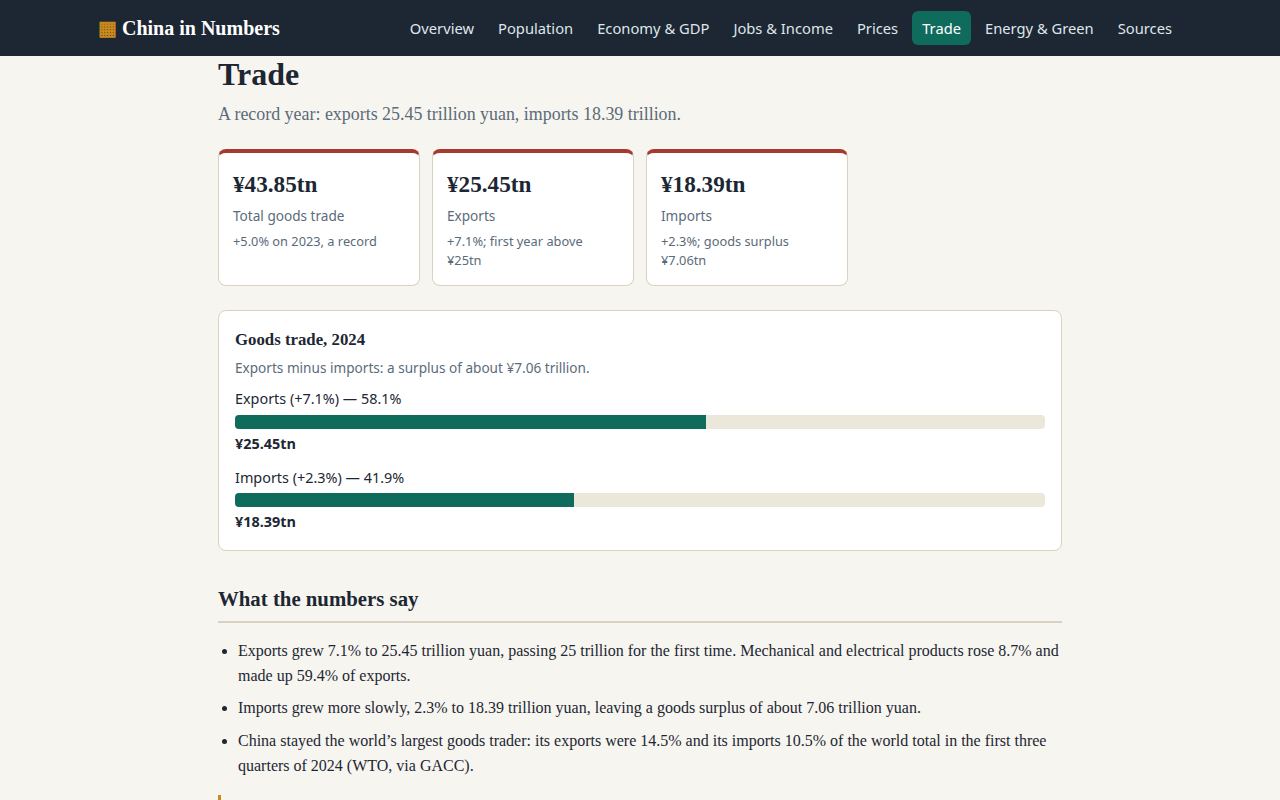 China in Numbers
Overview
Population
Economy & GDP
Jobs & Income
Prices
Trade
Energy & Green
Sources
Trade
A record year: exports 25.45 trillion yuan, imports 18.39 trillion.
¥43.85tn
Total goods trade
+5.0% on 2023, a record
¥25.45tn
Exports
+7.1%; first year above
¥25tn
¥18.39tn
Imports
+2.3%; goods surplus
¥7.06tn
Goods trade, 2024
Exports minus imports: a surplus of about ¥7.06 trillion.
Exports (+7.1%) — 58.1%
¥25.45tn
Imports (+2.3%) — 41.9%
¥18.39tn
What the numbers say
Exports grew 7.1% to 25.45 trillion yuan, passing 25 trillion for the first time. Mechanical and electrical products rose 8.7% and
made up 59.4% of exports.
Imports grew more slowly, 2.3% to 18.39 trillion yuan, leaving a goods surplus of about 7.06 trillion yuan.
China stayed the world’s largest goods trader: its exports were 14.5% and its imports 10.5% of the world total in the first three
quarters of 2024 (WTO, via GACC).